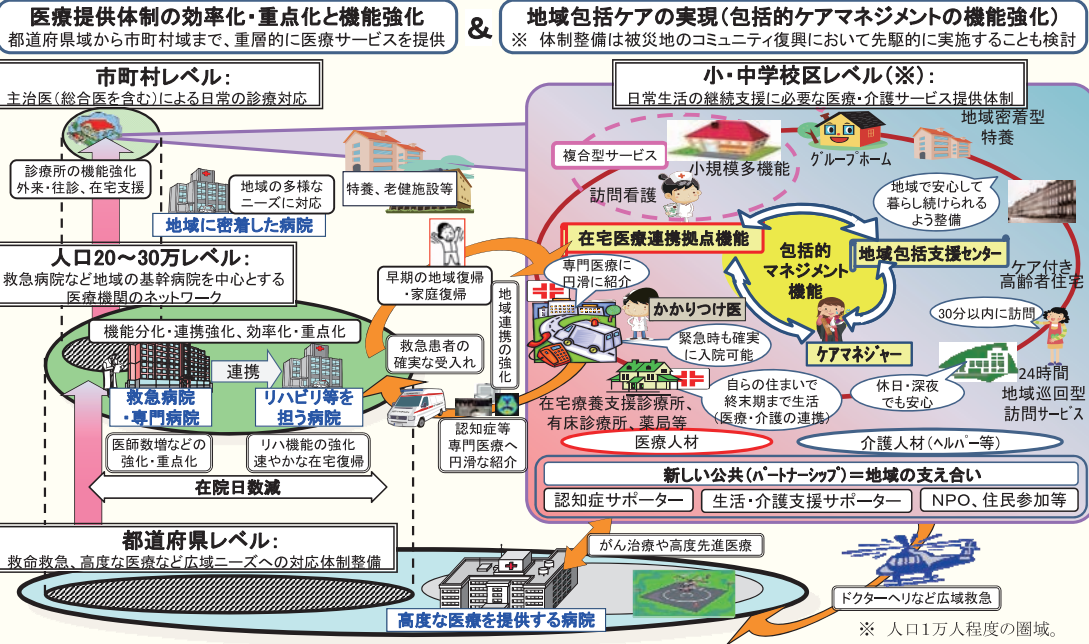 医療提供体制の効率化・重点化と機能強化
都道府県域から市町村域まで、重層的に医療サービスを提供
&
地域包括ケアの実現(包括的ケアマネジメントの機能強化)
※ 体制整備は被災地のコミュニティ復興において先駆的に実施することも検討
市町村レベル:
主治医(総合医を含む)による日常の診療対応
診療所の機能強化
外来・往診、在宅支援
地域の多様な
ニーズに対応
地域に密着した病院
特養、老健施設等
人口20~30万レベル:
救急病院など地域の基幹病院を中心とする
医療機関のネットワーク
早期の地域復帰
・家庭復帰
地域連携の強化
機能分化・連携強化、効率化・重点化
連携
救急患者の
確実な受入れ
救急病院
・専門病院
リハビリ等を
担う病院
医師数増などの
強化・重点化
リハ機能の強化
速やかな在宅復帰
認知症等
専門医療へ
円滑な紹介
在院日数減
都道府県レベル:
救命救急、高度な医療など広域ニーズへの対応体制整備
高度な医療を提供する病院
がん治療や高度先進医療
ドクターヘリなど広域救急
※ 人口1万人程度の圏域。
小・中学校区レベル(※):
日常生活の継続支援に必要な医療・介護サービス提供体制
複合型サービス
小規模多機能
訪問看護
グループホーム
地域密着型
特養
地域で安心して
暮らし続けられる
よう整備
在宅医療連携拠点機能
包括的
マネジメント
機能
地域包括支援センター
ケア付き
高齢者住宅
専門医療に
円滑に紹介
かかりつけ医
30分以内に訪問
緊急時も確実
に入院可能
ケアマネジャー
在宅療養支援診療所、
有床診療所、薬局等
自らの住まいで
終末期まで生活
(医療・介護の連携)
休日・深夜
でも安心
24時間
地域巡回型
訪問サービス
医療人材
介護人材(ヘルパー等)
新しい公共(パートナーシップ)=地域の支え合い
認知症サポーター
生活・介護支援サポーター
NPO、住民参加等